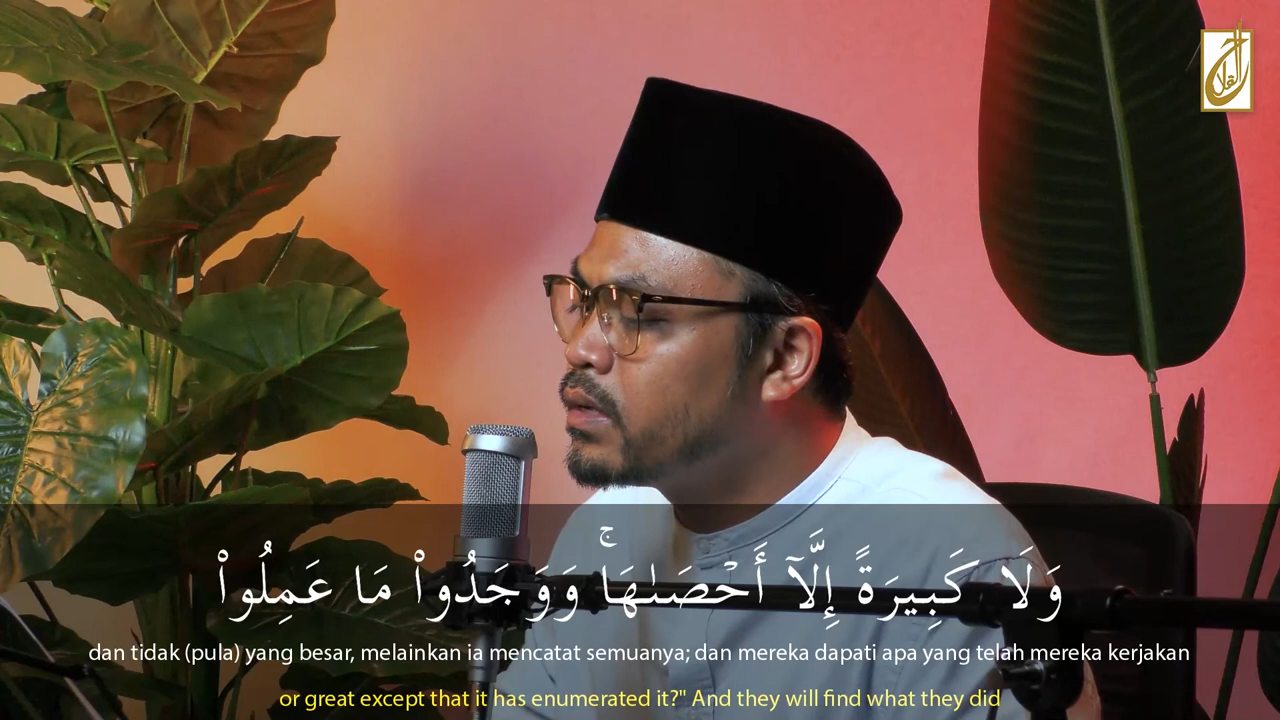 وَلَا كَبِيرَةً إِلَّآ أَحۡصَىٰهَاۚ وَوَجَدُواْ مَا عَمِلُواْ
dan tidak (pula) yang besar, melainkan ia mencatat semuanya; dan mereka dapati apa yang telah mereka kerjakan
or great except that it has enumerated it?" And they will find what they did